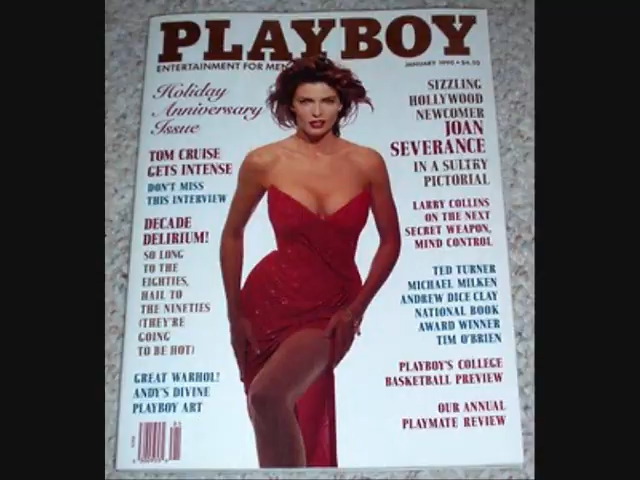 PLAYBOY
ENTERTAINMENT FOR MEN
JANUARY 1990 • $4.50
Holiday
Anniversary
Issue
TOM CRUISE
GETS INTENSE
DON'T MISS
THIS INTERVIEW
DECADE
DELIRIUM!
SO LONG
TO THE
EIGHTIES,
HAIL TO
THE NINETIES
(THEY'RE
GOING
TO BE HOT)
GREAT WARHOL!
ANDY'S DIVINE
PLAYBOY ART
SIZZLING
HOLLYWOOD
NEWCOMER
JOAN
SEVERANCE
IN A SULTRY
PICTORIAL
LARRY COLLINS
ON THE NEXT
SECRET WEAPON,
MIND CONTROL
TED TURNER
MICHAEL MILKEN
ANDREW DICE CLAY
NATIONAL BOOK
AWARD WINNER
TIM O'BRIEN
PLAYBOY'S COLLEGE
BASKETBALL PREVIEW
OUR ANNUAL
PLAYMATE REVIEW